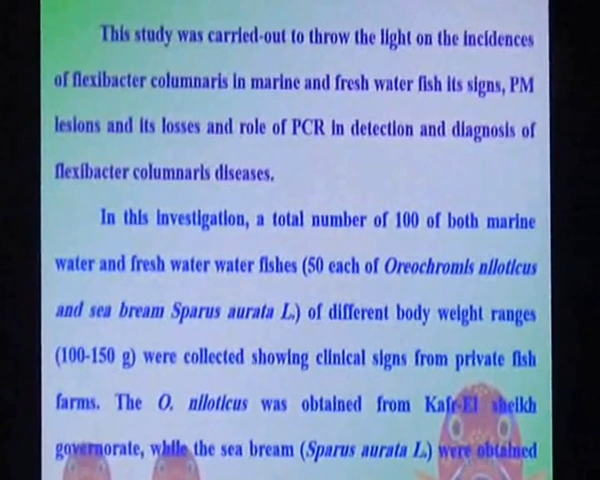 This study was carried-out to throw the light on the incidences
of flexibacter columnaris in marine and fresh water fish its signs, PM
lesions and its losses and role of PCR in detection and diagnosis of
flexibacter columnaris diseases.
In this investigation, a total number of 100 of both marine
water and fresh water water fishes (50 each of Oreochromis niloticus
and sea bream Sparus aurata L.) of different body weight ranges
(100-150 g) were collected showing clinical signs from private fish
farms. The O. niloticus was obtained from Kafr-El sheikh
governorate, while the sea bream (Sparus aurata L.) were obtained